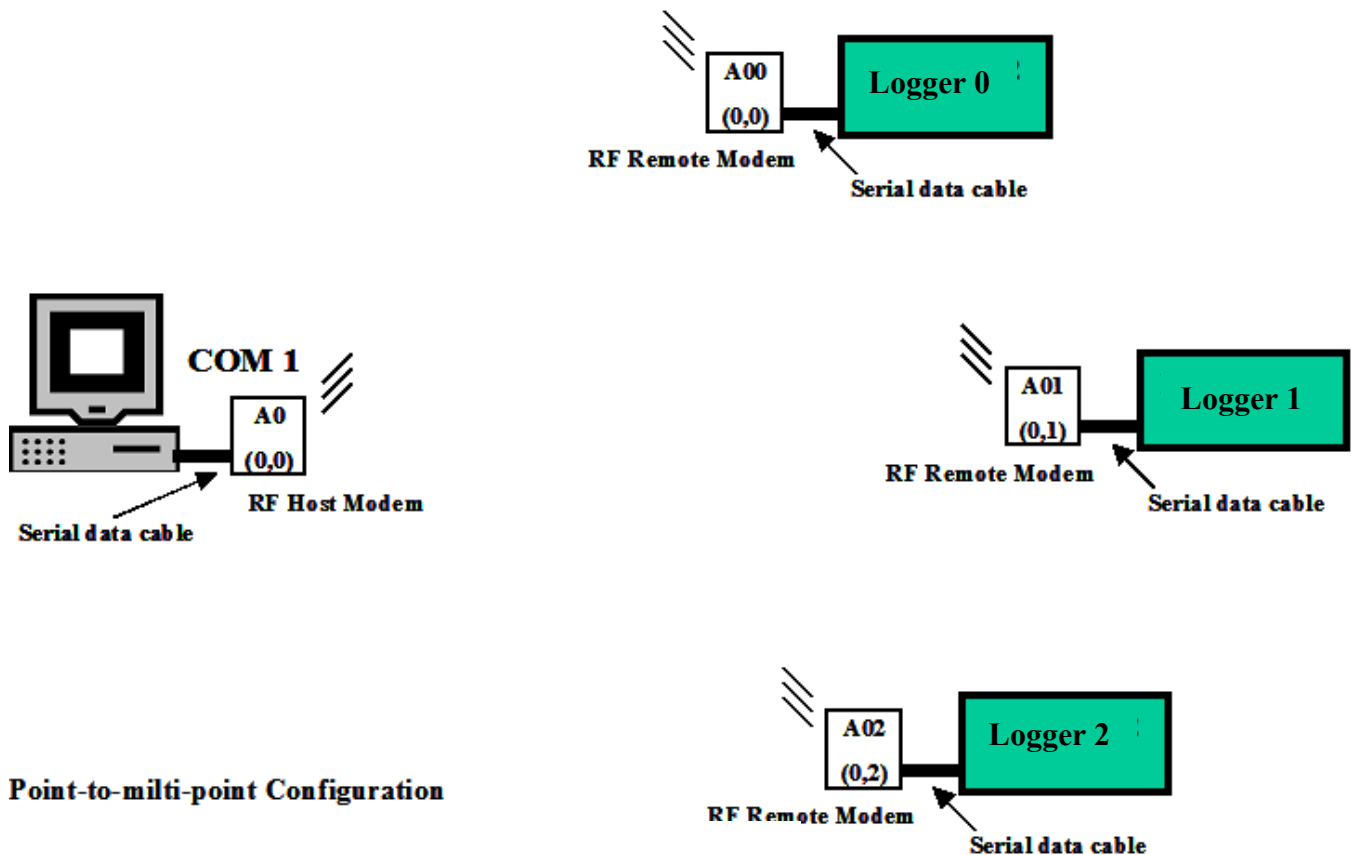 A00
(0,0)
Logger 0
RF Remote Modem
Serial data cable
COM 1
A0
(0,0)
RF Host Modem
Serial data cable
A01
(0,1)
Logger 1
RF Remote Modem
Serial data cable
A02
(0,2)
Logger 2
RF Remote Modem
Serial data cable
Point-to-milti-point Configuration